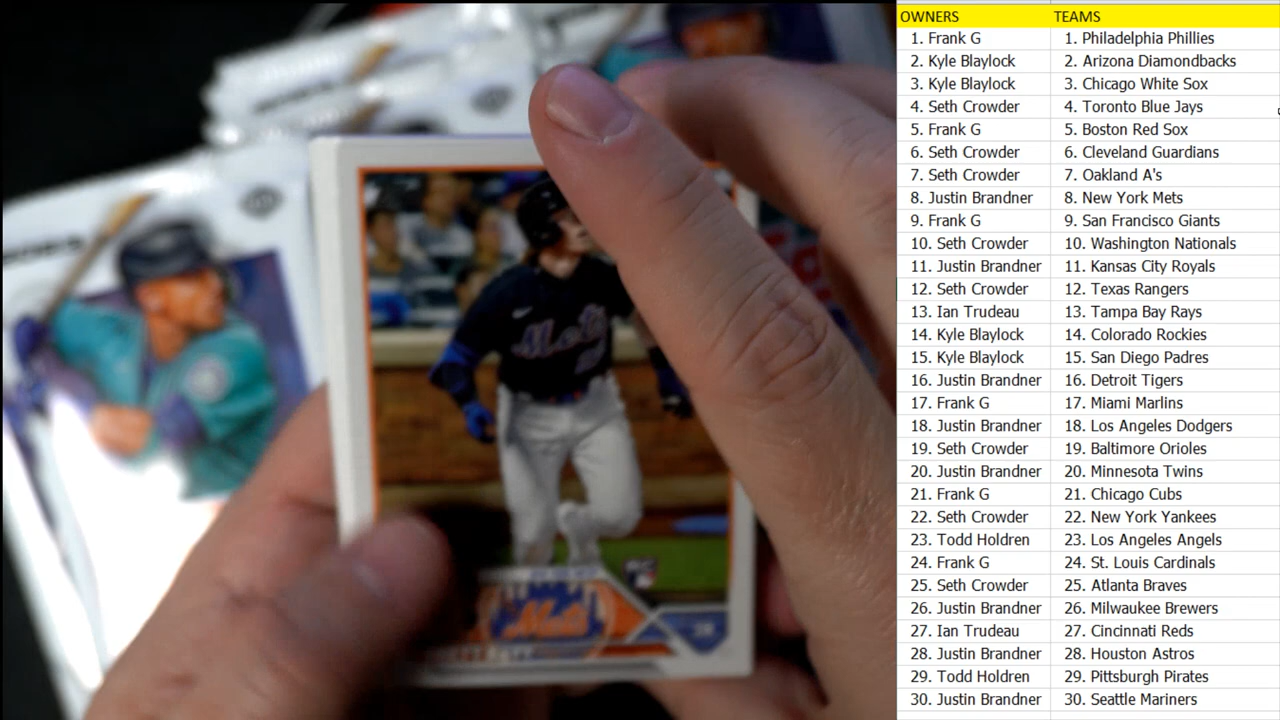 OWNERS TEAMS
1. Frank G 1. Philadelphia Phillies
2. Kyle Blaylock 2. Arizona Diamondbacks
3. Kyle Blaylock 3. Chicago White Sox
4. Seth Crowder 4. Toronto Blue Jays
5. Frank G 5. Boston Red Sox
6. Seth Crowder 6. Cleveland Guardians
7. Seth Crowder 7. Oakland A's
8. Justin Brandner 8. New York Mets
9. Frank G 9. San Francisco Giants
10. Seth Crowder 10. Washington Nationals
11. Justin Brandner 11. Kansas City Royals
12. Seth Crowder 12. Texas Rangers
13. Ian Trudeau 13. Tampa Bay Rays
14. Kyle Blaylock 14. Colorado Rockies
15. Kyle Blaylock 15. San Diego Padres
16. Justin Brandner 16. Detroit Tigers
17. Frank G 17. Miami Marlins
18. Justin Brandner 18. Los Angeles Dodgers
19. Seth Crowder 19. Baltimore Orioles
20. Justin Brandner 20. Minnesota Twins
21. Frank G 21. Chicago Cubs
22. Seth Crowder 22. New York Yankees
23. Todd Holdren 23. Los Angeles Angels
24. Frank G 24. St. Louis Cardinals
25. Seth Crowder 25. Atlanta Braves
26. Justin Brandner 26. Milwaukee Brewers
27. Ian Trudeau 27. Cincinnati Reds
28. Justin Brandner 28. Houston Astros
29. Todd Holdren 29. Pittsburgh Pirates
30. Justin Brandner 30. Seattle Mariners
Mets
Mets